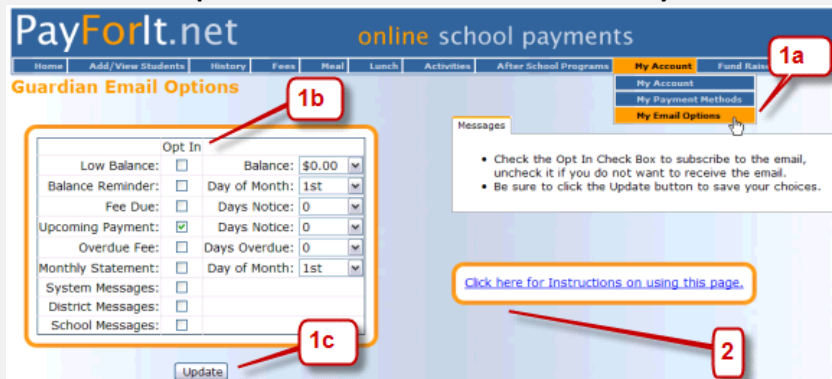 PayForIt.net online school payments
Home Add/View Students History Fees Meal Lunch Activities After School Programs My Account Fund Rais
1a
My Account
My Payment Methods
My Email Options
Guardian Email Options
1b
Messages
Check the Opt In Check Box to subscribe to the email,
uncheck it if you do not want to receive the email.
Be sure to click the Update button to save your choices.
Opt In
Low Balance: Balance: $0.00
Balance Reminder: Day of Month: 1st
Fee Due: Days Notice: 0
Upcoming Payment: Days Notice: 0
Overdue Fee: Days Overdue: 0
Monthly Statement: Day of Month: 1st
System Messages:
District Messages:
School Messages:
Click here for Instructions on using this page.
1c
2
Update